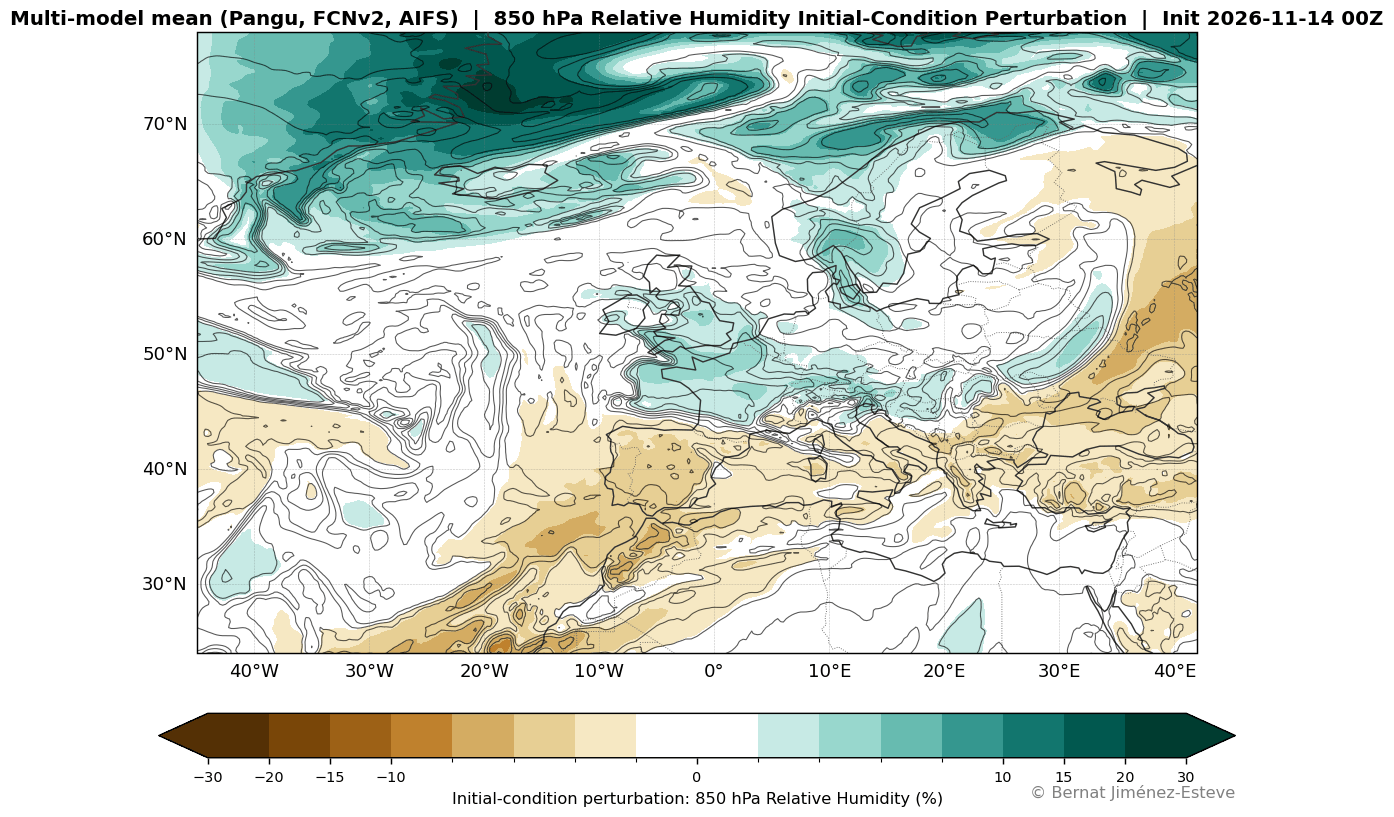 Multi-model mean (Pangu, FCNv2, AIFS)  |  850 hPa Relative Humidity Initial-Condition Perturbation  |  Init 2026-11-14 00Z
70°N
60°N
50°N
40°N
30°N
40°W 30°W 20°W 10°W 0° 10°E 20°E 30°E 40°E
−30 −20 −15 −10 0 10 15 20 30
Initial-condition perturbation: 850 hPa Relative Humidity (%)
© Bernat Jiménez-Esteve